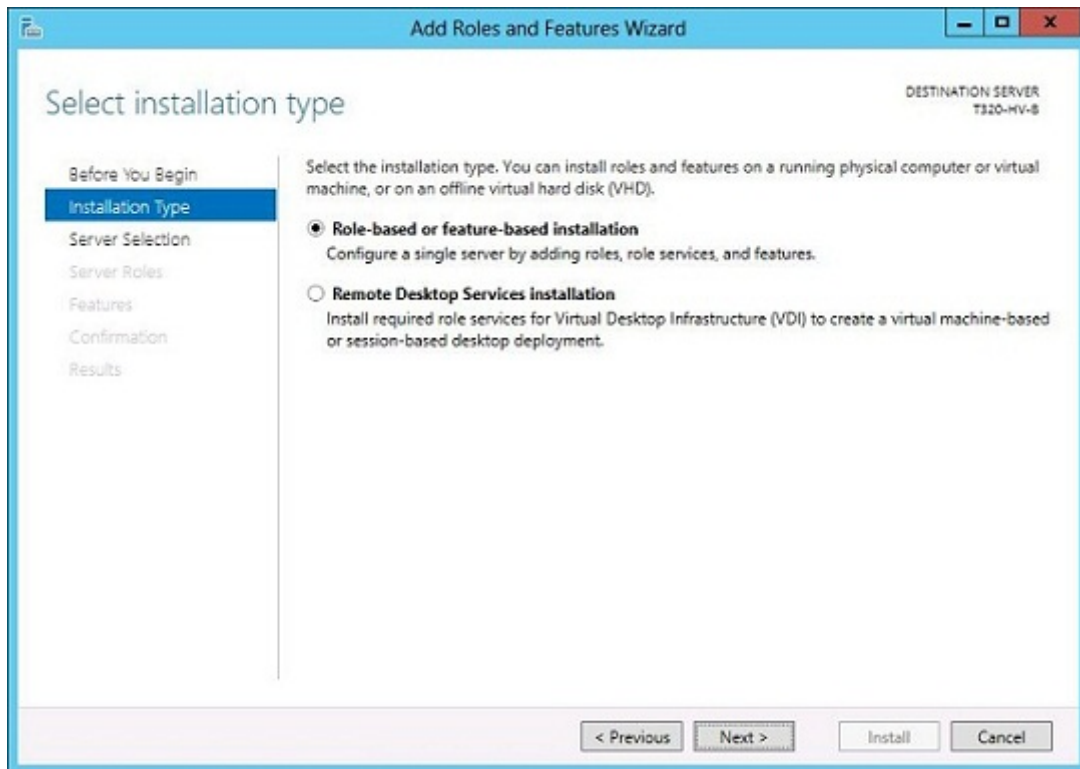 Add Roles and Features Wizard
Select installation type
DESTINATION SERVER
T320-HV-B
Before You Begin
Installation Type
Server Selection
Server Roles
Features
Confirmation
Results
Select the installation type. You can install roles and features on a running physical computer or virtual
machine, or on an offline virtual hard disk (VHD).
Role-based or feature-based installation
Configure a single server by adding roles, role services, and features.
Remote Desktop Services installation
Install required role services for Virtual Desktop Infrastructure (VDI) to create a virtual machine-based
or session-based desktop deployment.
< Previous
Next >
Install
Cancel